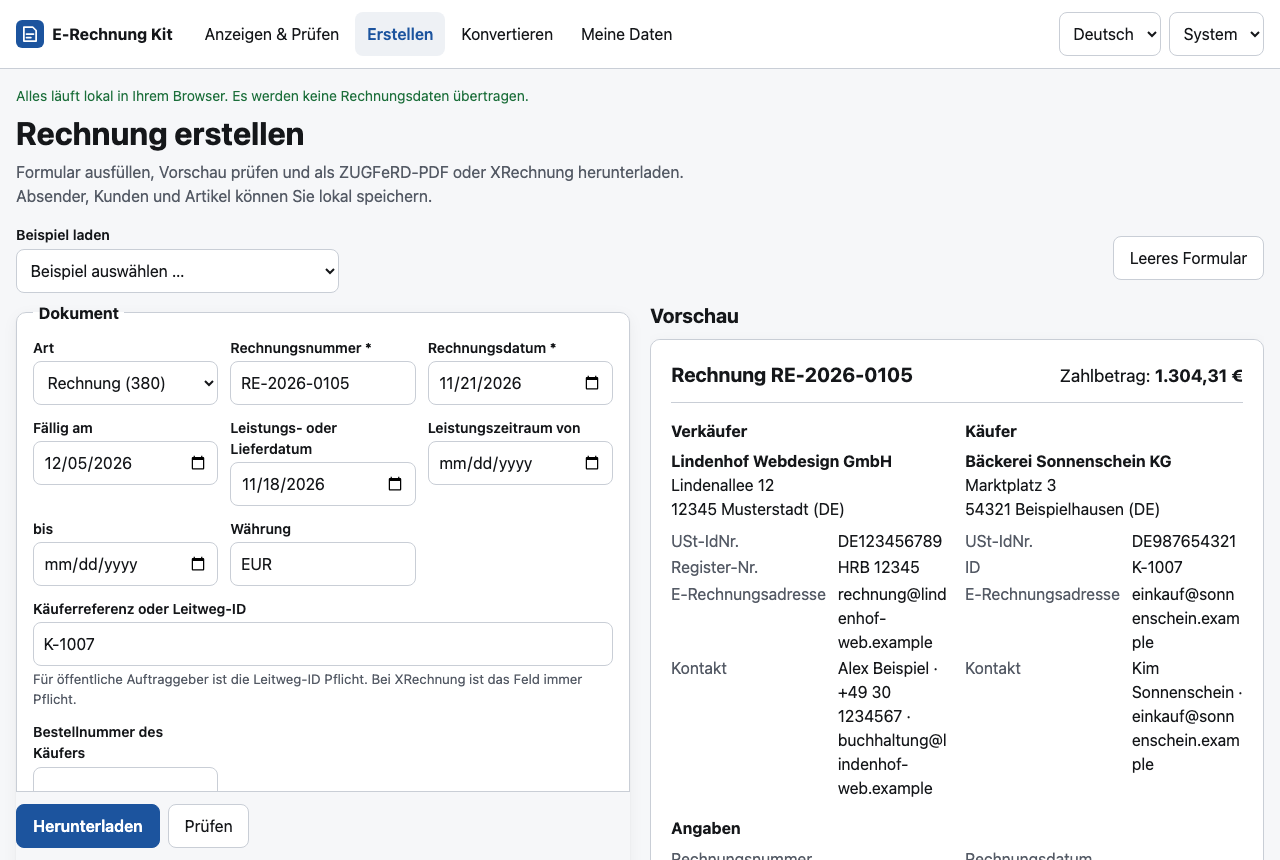 E-Rechnung Kit
Anzeigen & Prüfen
Erstellen
Konvertieren
Meine Daten
Deutsch
System
Alles läuft lokal in Ihrem Browser. Es werden keine Rechnungsdaten übertragen.
Rechnung erstellen
Formular ausfüllen, Vorschau prüfen und als ZUGFeRD-PDF oder XRechnung herunterladen.
Absender, Kunden und Artikel können Sie lokal speichern.
Beispiel laden
Beispiel auswählen ...
Leeres Formular
Dokument
Art
Rechnungsnummer *
Rechnungsdatum *
Rechnung (380)
RE-2026-0105
11/21/2026
Fällig am
Leistungs- oder
Lieferdatum
Leistungszeitraum von
12/05/2026
11/18/2026
mm/dd/yyyy
bis
Währung
mm/dd/yyyy
EUR
Käuferreferenz oder Leitweg-ID
K-1007
Für öffentliche Auftraggeber ist die Leitweg-ID Pflicht. Bei XRechnung ist das Feld immer
Pflicht.
Bestellnummer des
Käufers
Herunterladen
Prüfen
Vorschau
Rechnung RE-2026-0105
Zahlbetrag: 1.304,31 €
Verkäufer
Lindenhof Webdesign GmbH
Lindenallee 12
12345 Musterstadt (DE)
USt-IdNr.
DE123456789
Register-Nr.
HRB 12345
E-Rechnungsadresse
rechnung@lind
enhof-
web.example
Kontakt
Alex Beispiel ·
+49 30
1234567 ·
buchhaltung@l
indenhof-
web.example
Käufer
Bäckerei Sonnenschein KG
Marktplatz 3
54321 Beispielhausen (DE)
USt-IdNr.
DE987654321
ID
K-1007
E-Rechnungsadresse
einkauf@sonn
enschein.exam
ple
Kontakt
Kim
Sonnenschein ·
einkauf@sonn
enschein.exam
ple
Angaben
Rechnungsnummer
Rechnungsdatum